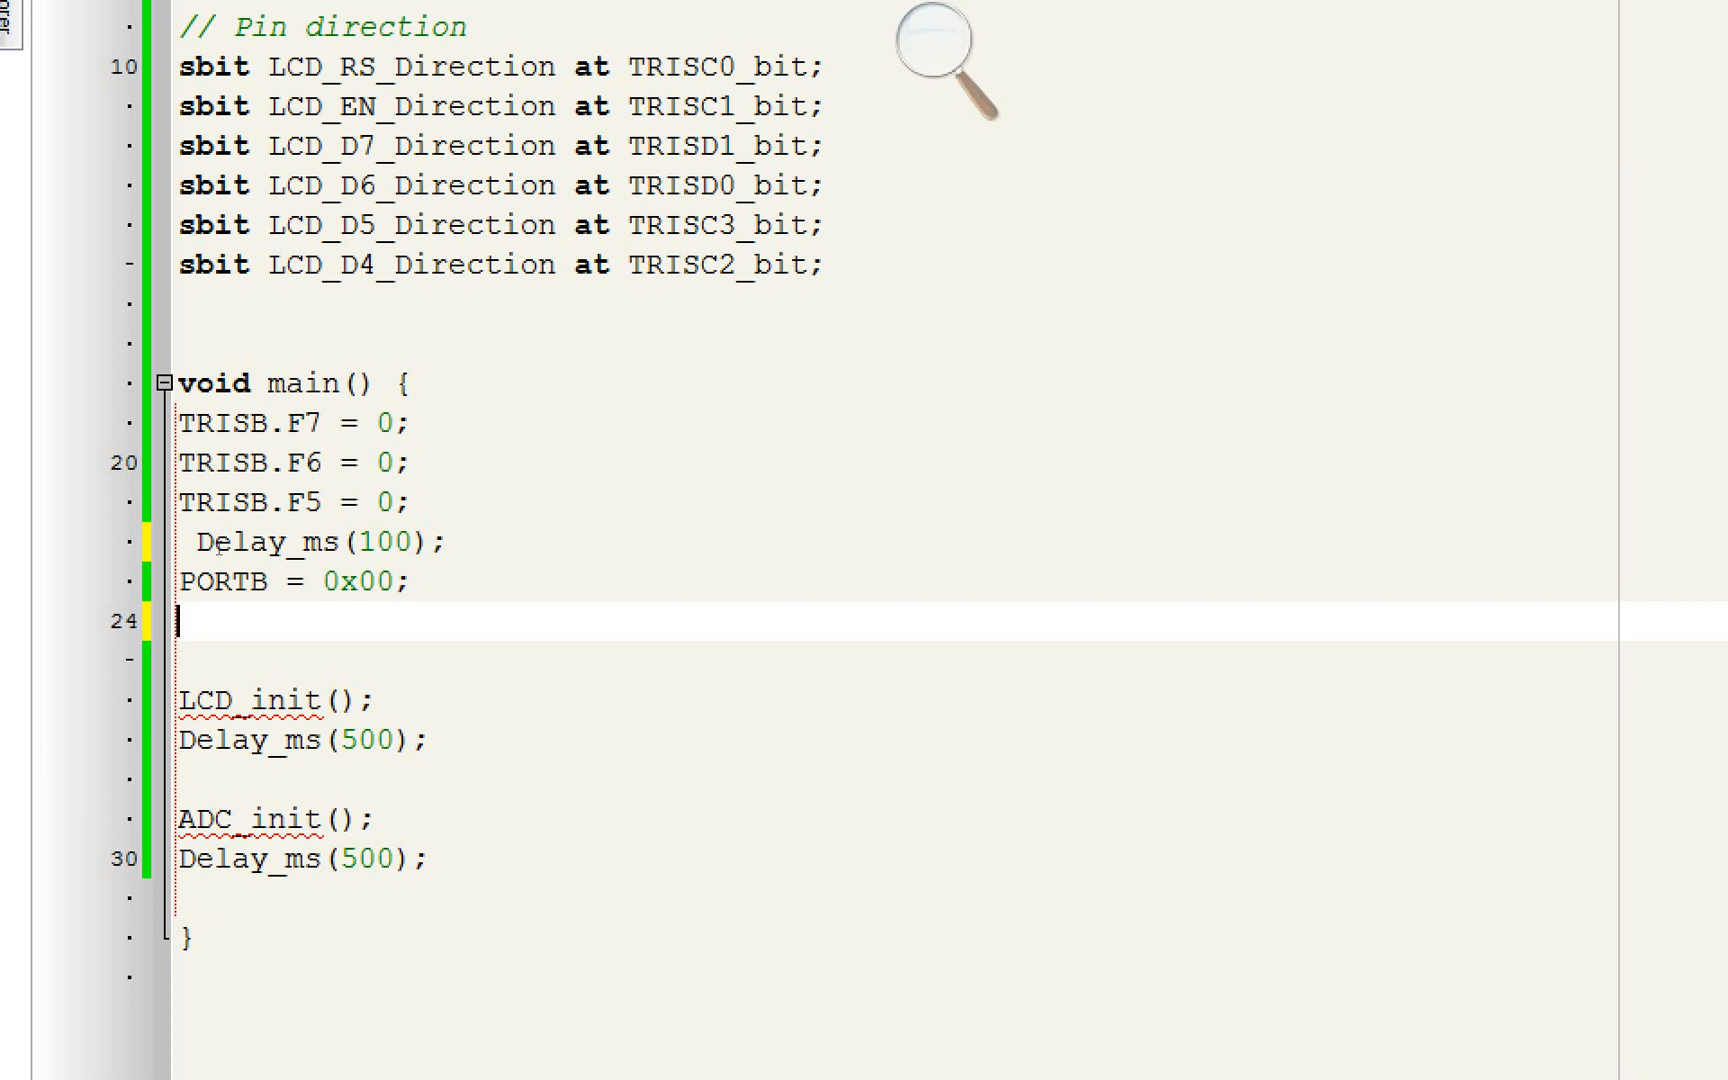 orer
// Pin direction
10 sbit LCD_RS_Direction at TRISC0_bit;
sbit LCD_EN_Direction at TRISC1_bit;
sbit LCD_D7_Direction at TRISD1_bit;
sbit LCD_D6_Direction at TRISD0_bit;
sbit LCD_D5_Direction at TRISC3_bit;
sbit LCD_D4_Direction at TRISC2_bit;
void main() {
TRISB.F7 = 0;
20 TRISB.F6 = 0;
TRISB.F5 = 0;
Delay_ms(100);
PORTB = 0x00;
24
LCD_init();
Delay_ms(500);
ADC_init();
30 Delay_ms(500);
}